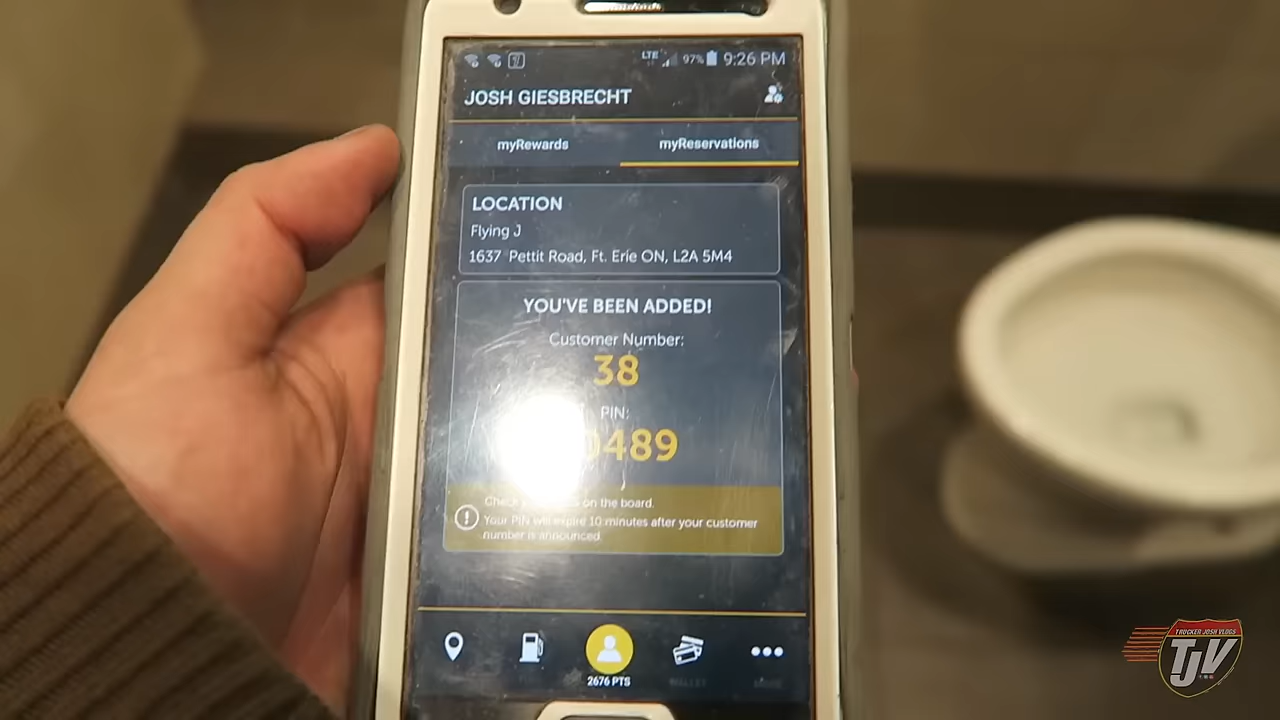 LTE 97% 9:26 PM
JOSH GIESBRECHT
myRewards myReservations
LOCATION
Flying J
1637 Pettit Road, Ft. Erie ON, L2A 5M4
YOU'VE BEEN ADDED!
Customer Number:
38
PIN:
0489
Check on the board.
Your PIN will expire 10 minutes after your customer
number is announced.
2676 PTS
WALLET
MORE
TRUCKER JOSH VLOGS
TJV